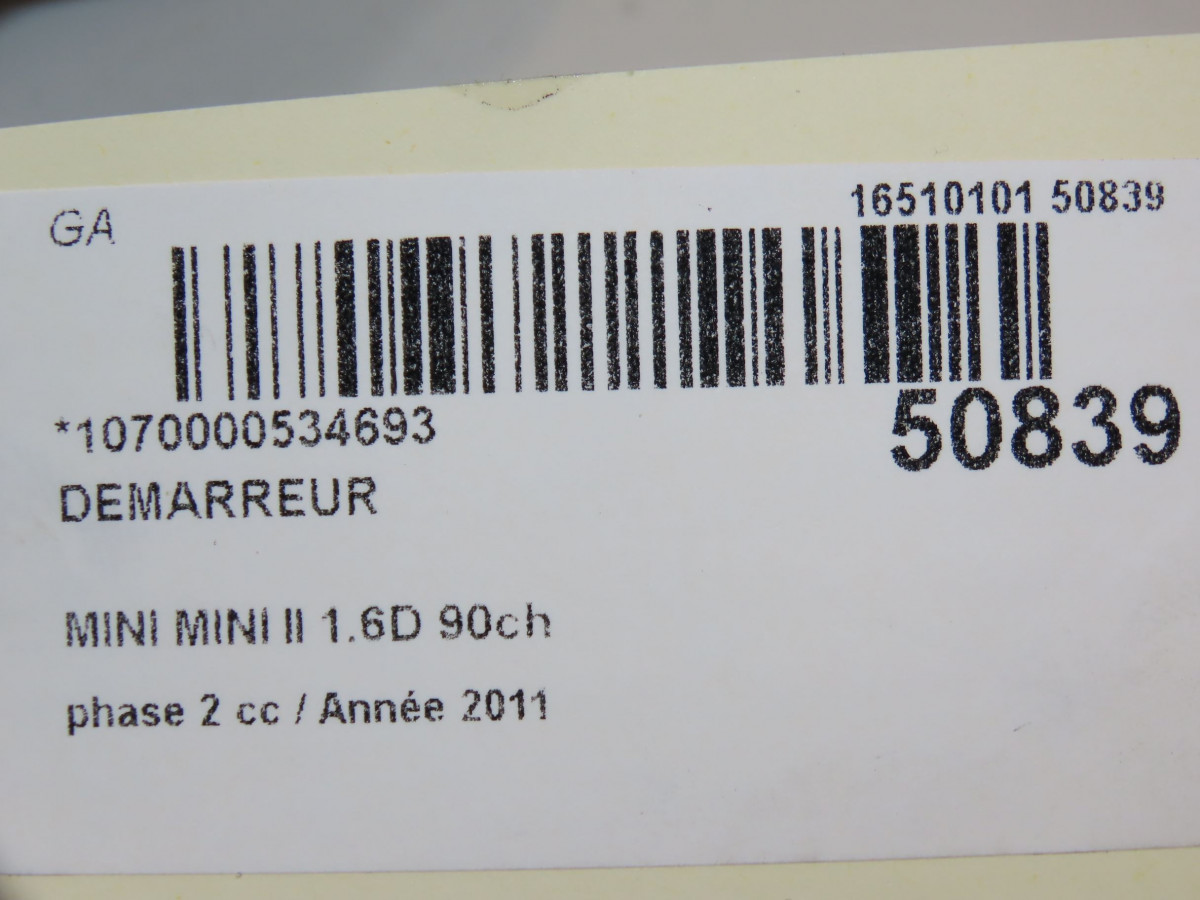 GA
16510101 50839
*1070000534693
50839
DEMARREUR
MINI MINI II 1.6D 90ch
phase 2 cc / Année 2011